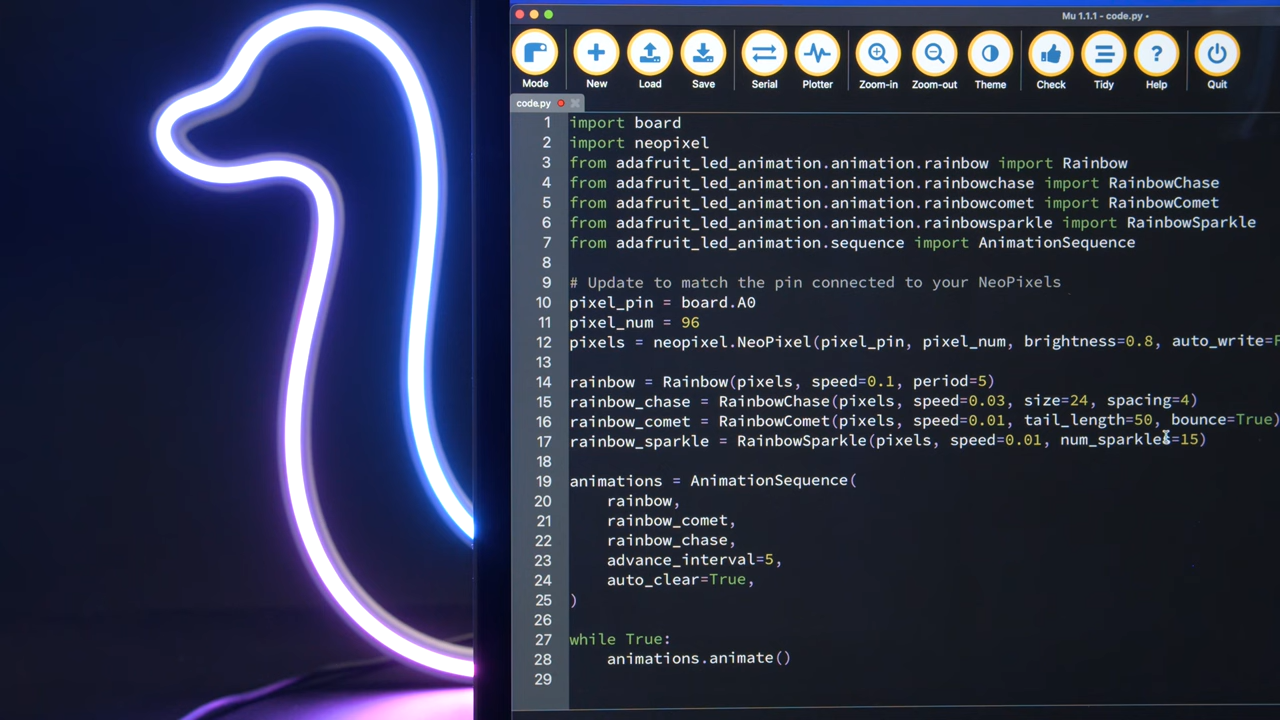 Mu 1.1.1 - code.py •
Mode New Load Save Serial Plotter Zoom-in Zoom-out Theme Check Tidy Help Quit
code.py
1 import board
2 import neopixel
3 from adafruit_led_animation.animation.rainbow import Rainbow
4 from adafruit_led_animation.animation.rainbowchase import RainbowChase
5 from adafruit_led_animation.animation.rainbowcomet import RainbowComet
6 from adafruit_led_animation.animation.rainbowsparkle import RainbowSparkle
7 from adafruit_led_animation.sequence import AnimationSequence
8
9 # Update to match the pin connected to your NeoPixels
10 pixel_pin = board.A0
11 pixel_num = 96
12 pixels = neopixel.NeoPixel(pixel_pin, pixel_num, brightness=0.8, auto_write=F
13
14 rainbow = Rainbow(pixels, speed=0.1, period=5)
15 rainbow_chase = RainbowChase(pixels, speed=0.03, size=24, spacing=4)
16 rainbow_comet = RainbowComet(pixels, speed=0.01, tail_length=50, bounce=True)
17 rainbow_sparkle = RainbowSparkle(pixels, speed=0.01, num_sparkles=15)
18
19 animations = AnimationSequence(
20 rainbow,
21 rainbow_comet,
22 rainbow_chase,
23 advance_interval=5,
24 auto_clear=True,
25 )
26
27 while True:
28 animations.animate()
29